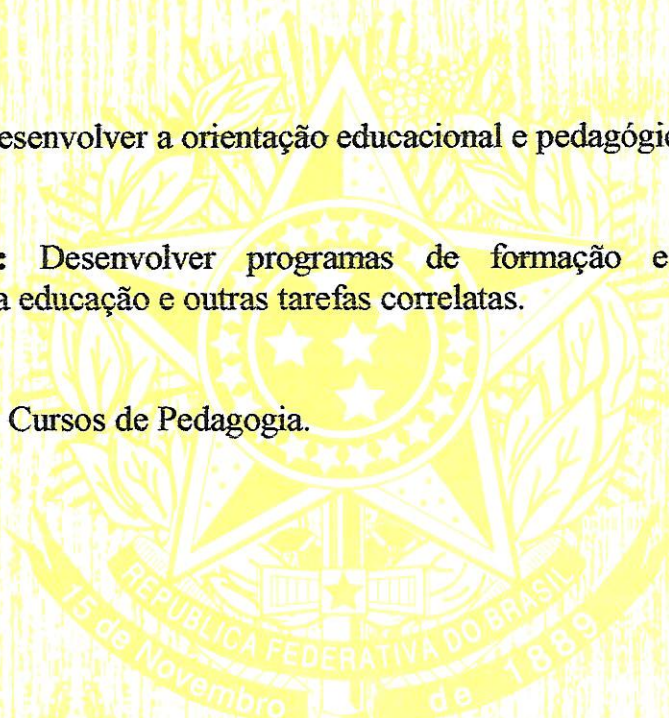 esenvolver a orientação educacional e pedagógic
: Desenvolver programas de formação e
a educação e outras tarefas correlatas.
Cursos de Pedagogia.
REPUBLICA FEDERATIVA DO BRASIL
15 de Novembro de 1889